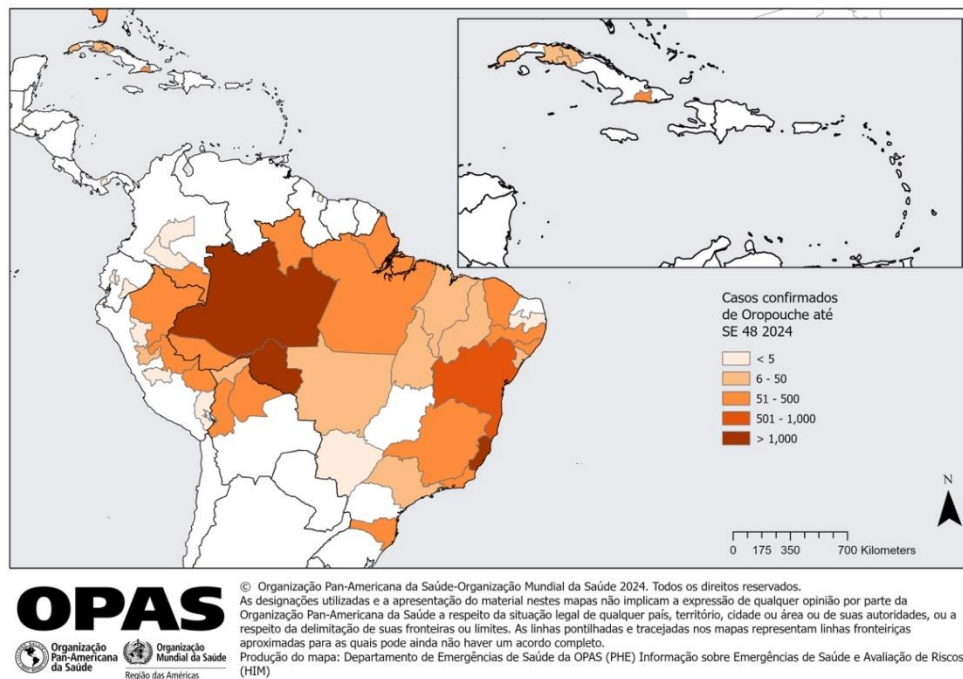 Casos confirmados
de Oropouche até
SE 48 2024
< 5
6 - 50
51 - 500
501 - 1,000
> 1,000
N
0 175 350 700 Kilometers
OPAS
Organização
Pan-Americana
da Saúde
Organização
Mundial da Saúde
Região das Américas
© Organização Pan-Americana da Saúde-Organização Mundial da Saúde 2024. Todos os direitos reservados.
As designações utilizadas e a apresentação do material nestes mapas não implicam a expressão de qualquer opinião por parte da
Organização Pan-Americana da Saúde a respeito da situação legal de qualquer país, território, cidade ou área ou de suas autoridades, ou a
respeito da delimitação de suas fronteiras ou limites. As linhas pontilhadas e tracejadas nos mapas representam linhas fronteiriças
aproximadas para as quais pode ainda não haver um acordo completo.
Produção do mapa: Departamento de Emergências de Saúde da OPAS (PHE) Informação sobre Emergências de Saúde e Avaliação de Riscos
(HIM)